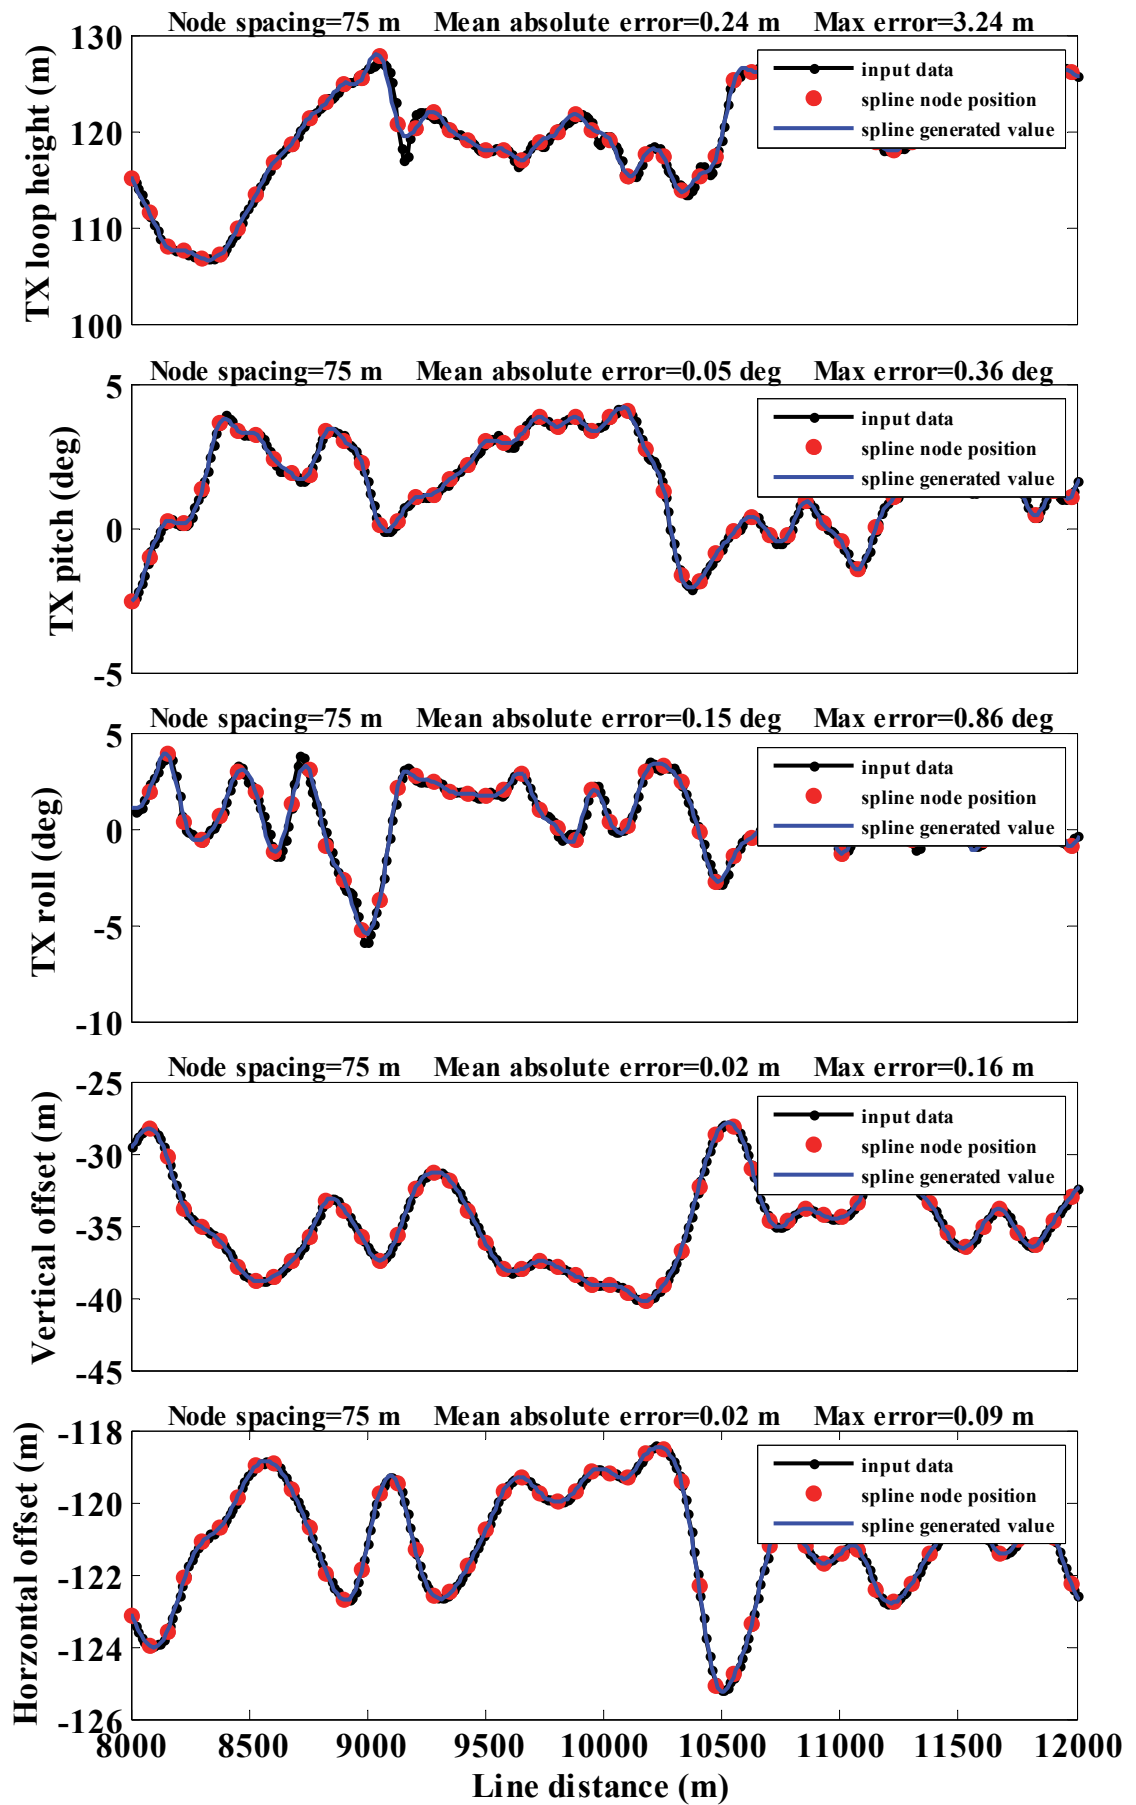 Node spacing=75 m Mean absolute error=0.24 m Max error=3.24 m
130
120
110
100
TX loop height (m)
input data
spline node position
spline generated value
Node spacing=75 m Mean absolute error=0.05 deg Max error=0.36 deg
5
0
-5
TX pitch (deg)
input data
spline node position
spline generated value
Node spacing=75 m Mean absolute error=0.15 deg Max error=0.86 deg
5
0
-5
-10
TX roll (deg)
input data
spline node position
spline generated value
Node spacing=75 m Mean absolute error=0.02 m Max error=0.16 m
-25
-30
-35
-40
-45
Vertical offset (m)
input data
spline node position
spline generated value
Node spacing=75 m Mean absolute error=0.02 m Max error=0.09 m
-118
-120
-122
-124
-126
Horzontal offset (m)
input data
spline node position
spline generated value
8000 8500 9000 9500 10000 10500 11000 11500 12000
Line distance (m)